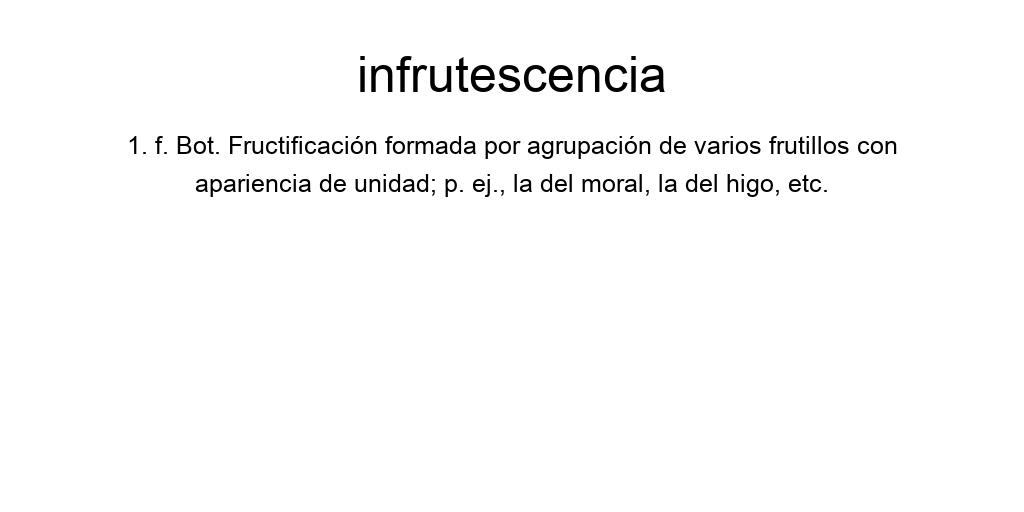 infrutescencia
1. f. Bot. Fructificación formada por agrupación de varios frutillos con
apariencia de unidad; p. ej., la del moral, la del higo, etc.